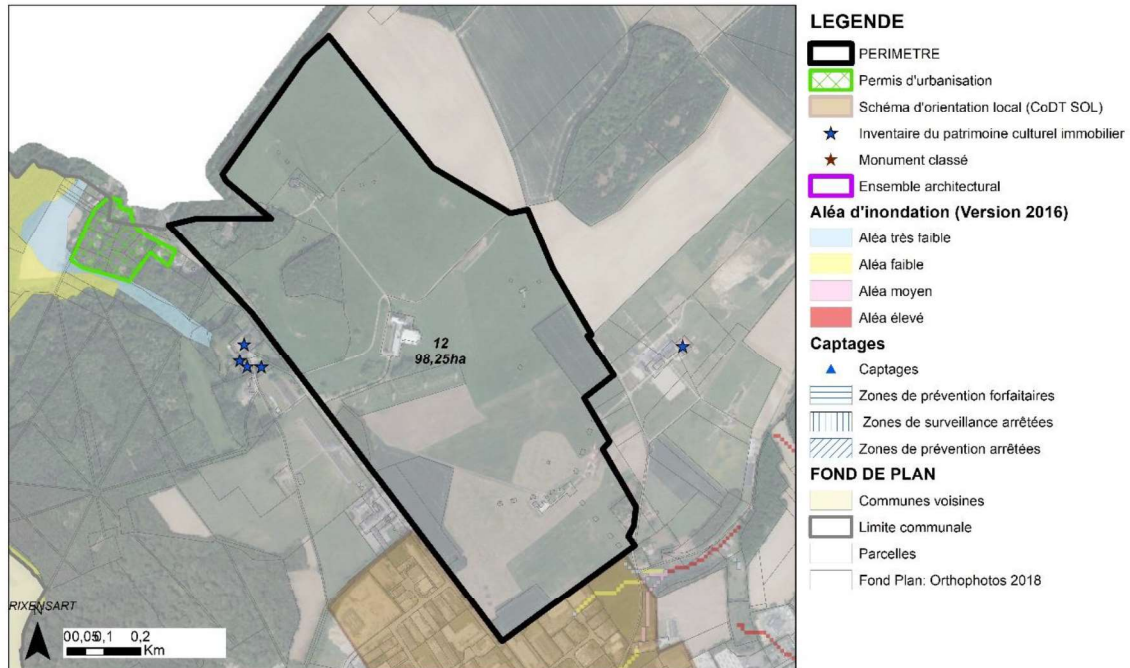 12
98,25ha
RIXENSART
N
00,050,1 0,2
Km
LEGENDE
PERIMETRE
Permis d'urbanisation
Schéma d'orientation local (CoDT SOL)
Inventaire du patrimoine culturel immobilier
Monument classé
Ensemble architectural
Aléa d'inondation (Version 2016)
Aléa très faible
Aléa faible
Aléa moyen
Aléa élevé
Captages
Captages
Zones de prévention forfaitaires
Zones de surveillance arrêtées
Zones de prévention arrêtées
FOND DE PLAN
Communes voisines
Limite communale
Parcelles
Fond Plan: Orthophotos 2018